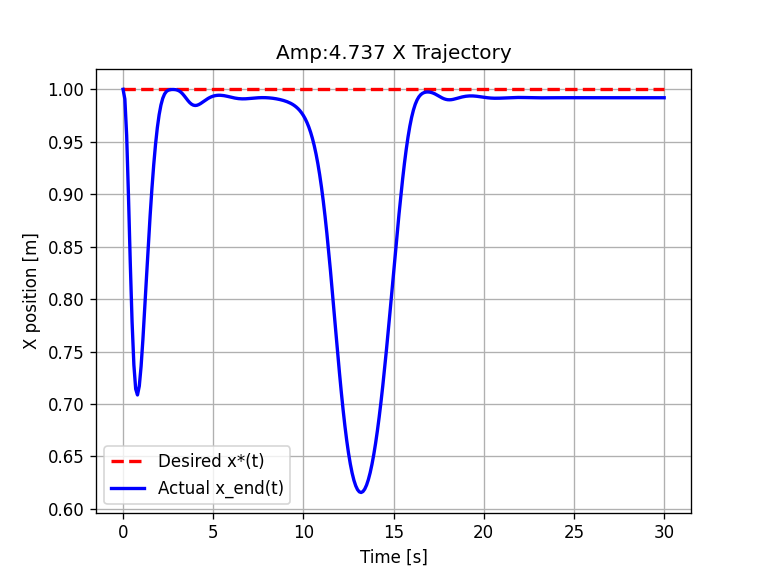 Amp:4.737 X Trajectory
X position [m]
1.00
0.95
0.90
0.85
0.80
0.75
0.70
0.65
0.60
Desired x*(t)
Actual x_end(t)
0 5 10 15 20 25 30
Time [s]